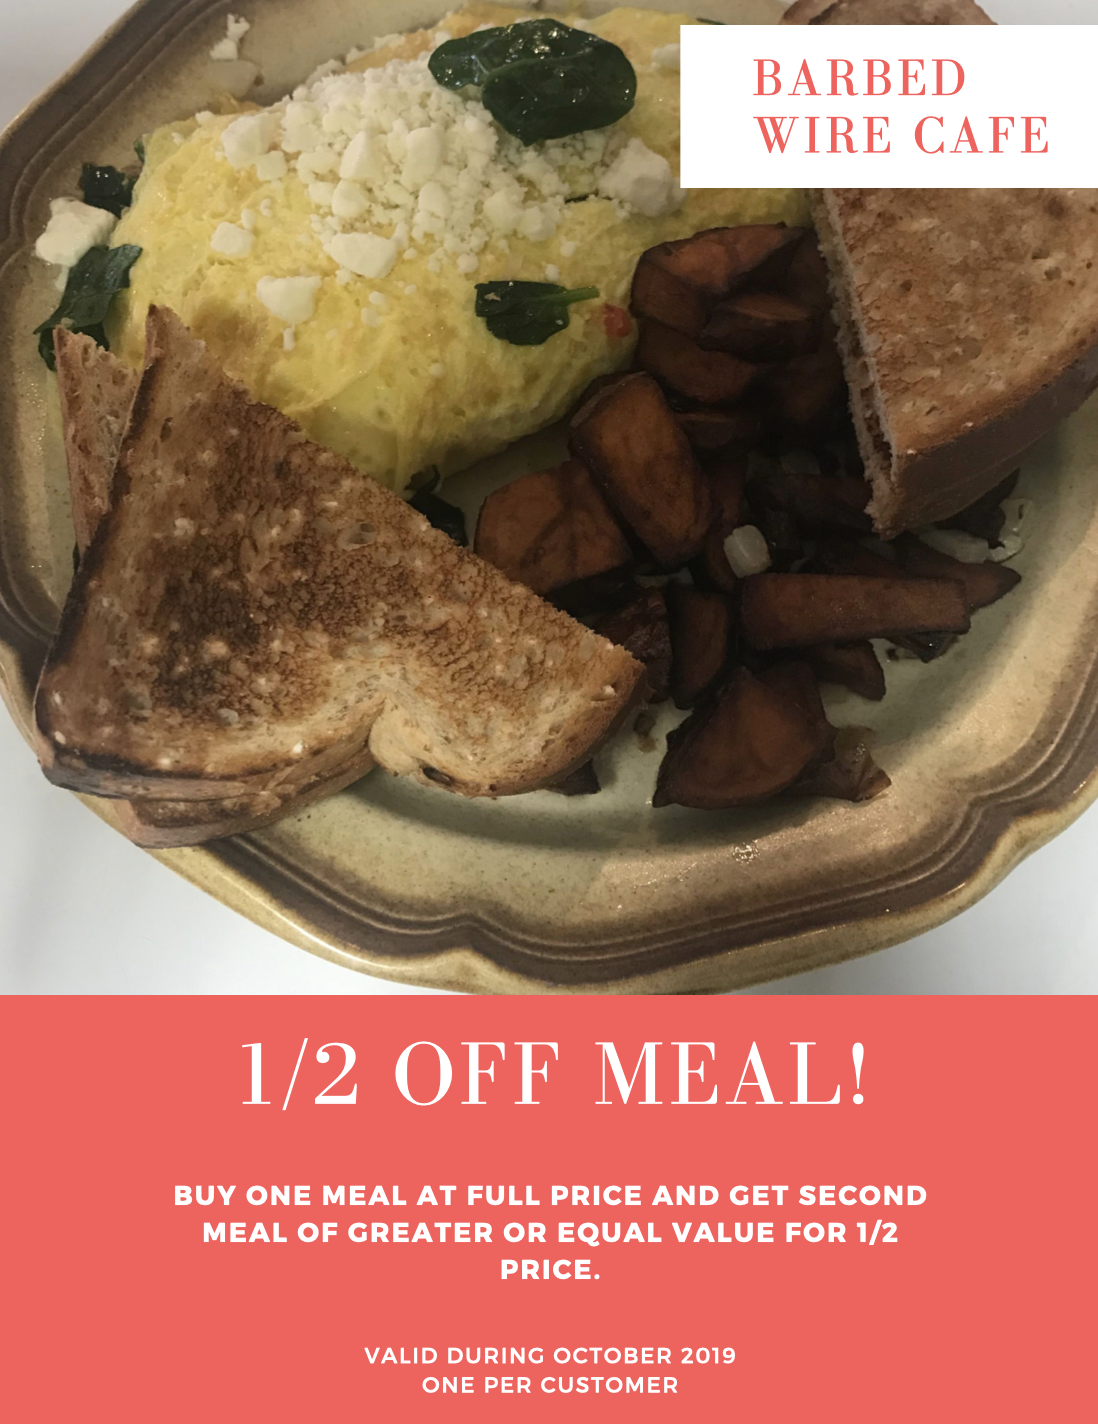 BARBED
WIRE CAFE
1/2 OFF MEAL!
BUY ONE MEAL AT FULL PRICE AND GET SECOND
MEAL OF GREATER OR EQUAL VALUE FOR 1/2
PRICE.
VALID DURING OCTOBER 2019
ONE PER CUSTOMER